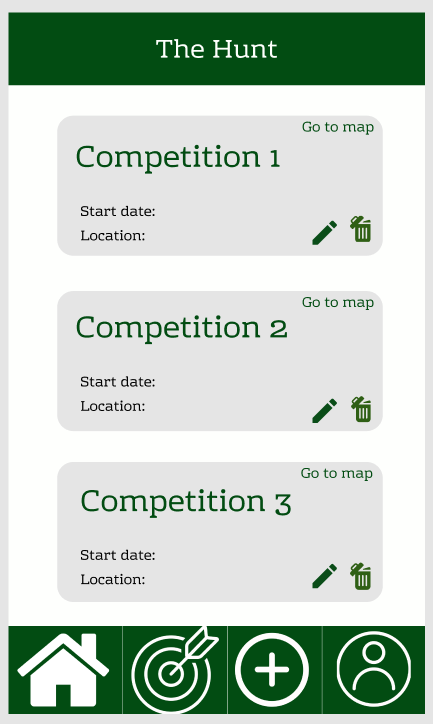 The Hunt
Go to map
Competition 1
Start date:
Location:
Go to map
Competition 2
Start date:
Location:
Go to map
Competition 3
Start date:
Location: